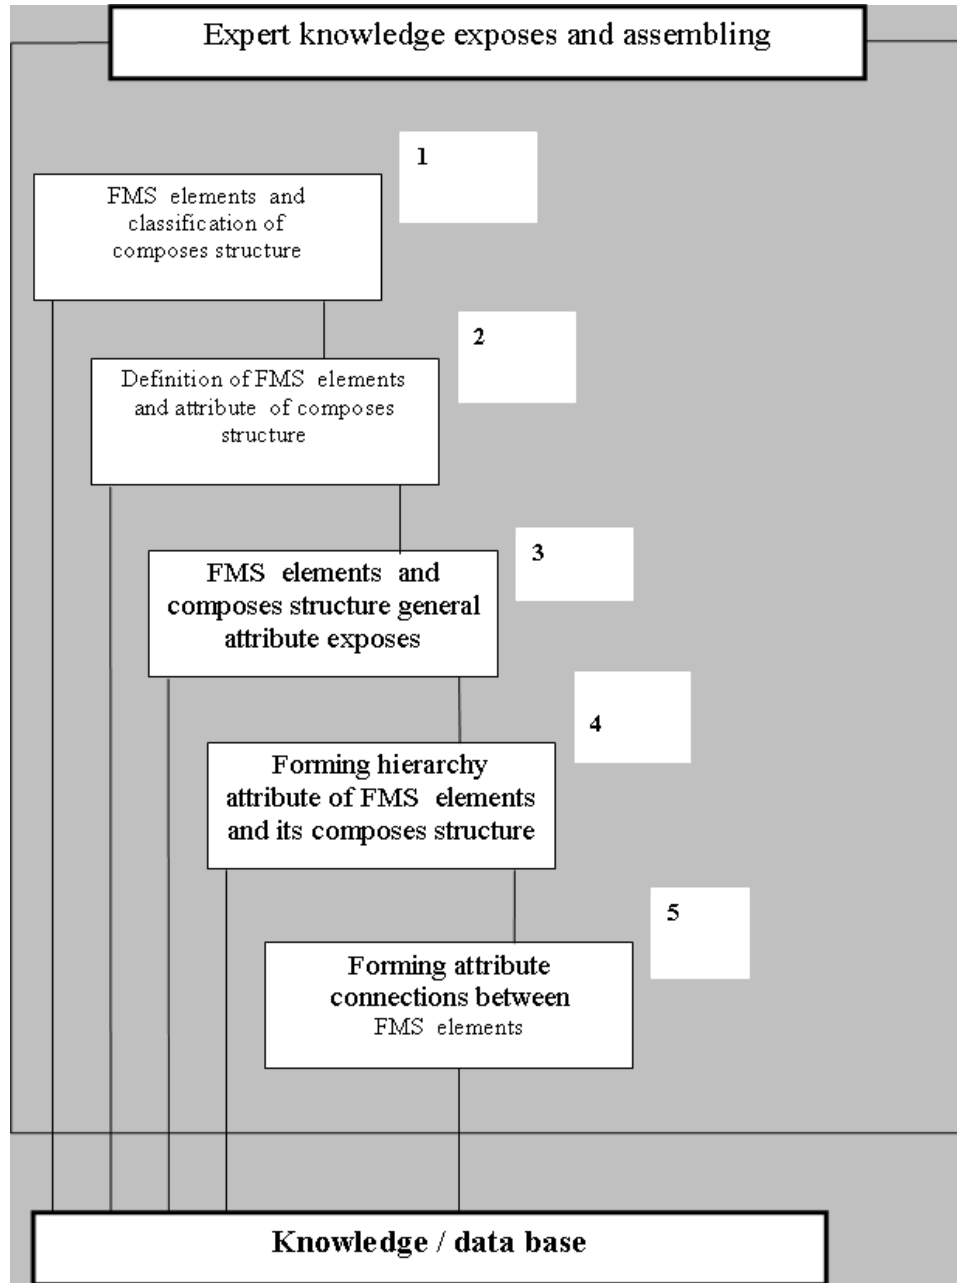 Expert knowledge exposes and assembling
1
FMS elements and
classification of
composes structure
2
Definition of FMS elements
and attribute of composes
structure
3
FMS elements and
composes structure general
attribute exposes
4
Forming hierarchy
attribute of FMS elements
and its composes structure
5
Forming attribute
connections between
FMS elements
Knowledge / data base